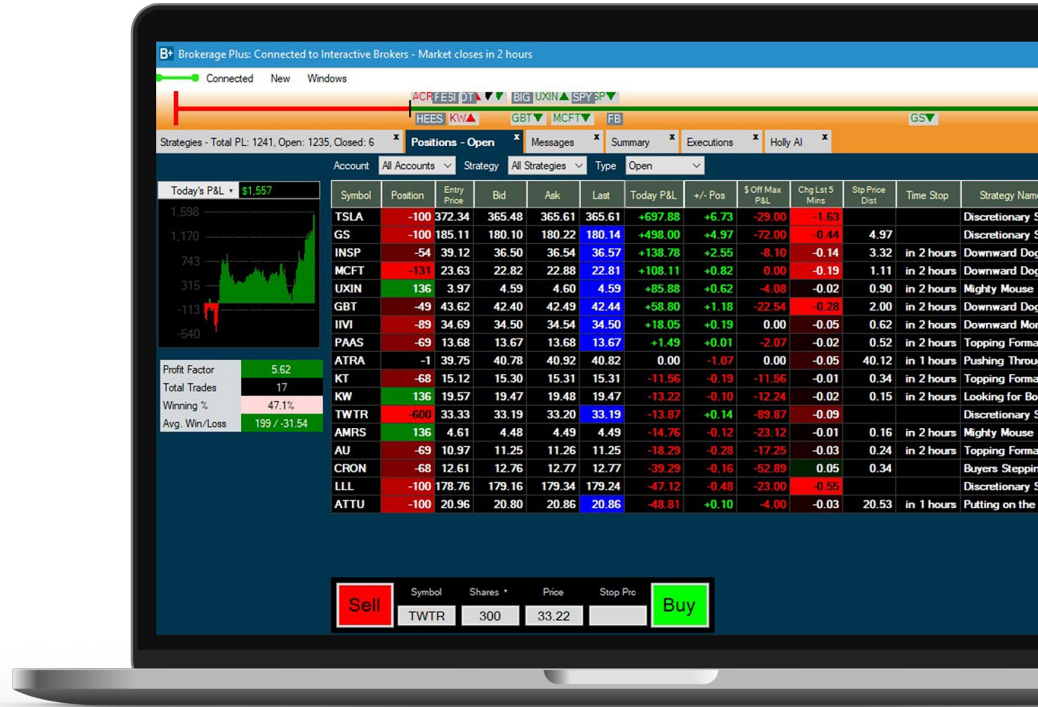 B+ Brokerage Plus: Connected to Interactive Brokers - Market closes in 2 hours
Connected New Windows
ACR FESI DT BIG UXIN SPY SP
HEES KW GBT MCFT FB GS
Strategies - Total PL: 1241, Open: 1235, Closed: 6 x Positions - Open x Messages x Summary x Executions x Holly AI x
Account All Accounts Strategy All Strategies Type Open
Today's P&L $1,557
1,598
1,170
743
315
-113
-540
Profit Factor 5.62
Total Trades 17
Winning % 47.1%
Avg. Win/Loss 199 / -31.54
Symbol Position Entry Price Bid Ask Last Today P&L +/- Pos $ Off Max P&L Chg Lst 5 Mins Stp Price Dist Time Stop Strategy Nam
TSLA -100 372.34 365.48 365.61 365.61 +697.88 +6.73 -29.00 -1.63 Discretionary S
GS -100 185.11 180.10 180.22 180.14 +498.00 +4.97 -72.00 -0.44 4.97 Discretionary S
INSP -54 39.12 36.50 36.54 36.57 +138.78 +2.55 -8.10 -0.14 3.32 in 2 hours Downward Dog
MCFT -131 23.63 22.82 22.88 22.81 +108.11 +0.82 0.00 -0.19 1.11 in 2 hours Downward Dog
UXIN 136 3.97 4.59 4.60 4.59 +85.88 +0.62 -4.08 -0.02 0.90 in 2 hours Mighty Mouse
GBT -49 43.62 42.40 42.49 42.44 +58.80 +1.18 -22.54 -0.28 2.00 in 2 hours Downward Dog
IIVI -89 34.69 34.50 34.54 34.50 +18.05 +0.19 0.00 -0.05 0.62 in 2 hours Downward Mor
PAAS -69 13.68 13.67 13.68 13.67 +1.49 +0.01 -2.07 -0.02 0.52 in 2 hours Topping Forma
ATRA -1 39.75 40.78 40.92 40.82 0.00 -1.07 0.00 -0.05 40.12 in 1 hours Pushing Throu
KT -68 15.12 15.30 15.31 15.31 -11.56 -0.19 -11.56 -0.01 0.34 in 2 hours Topping Forma
KW 136 19.57 19.47 19.48 19.47 -13.22 -0.10 -12.24 -0.02 0.15 in 2 hours Looking for Bo
TWTR -600 33.33 33.19 33.20 33.19 -13.87 +0.14 -89.87 -0.09 Discretionary S
AMRS 136 4.61 4.48 4.49 4.49 -14.76 -0.12 -23.12 -0.01 0.16 in 2 hours Mighty Mouse
AU -69 10.97 11.25 11.26 11.25 -18.29 -0.28 -17.25 -0.03 0.24 in 2 hours Topping Forma
CRON -68 12.61 12.76 12.77 12.77 -39.29 -0.16 -52.89 0.05 0.34 Buyers Steppin
LLL -100 178.76 179.16 179.34 179.24 -47.12 -0.48 -23.00 -0.55 Discretionary S
ATTU -100 20.96 20.80 20.86 20.86 -48.81 +0.10 -4.00 -0.03 20.53 in 1 hours Putting on the
Symbol Shares Price Stop Prc
Sell TWTR 300 33.22 Buy